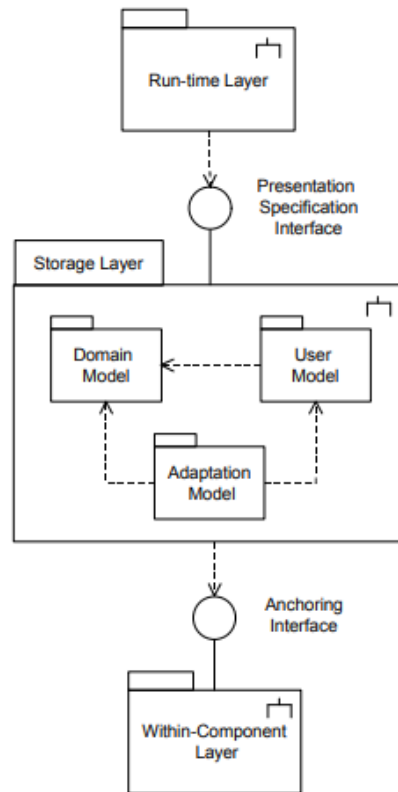 Run-time Layer
Presentation
Specification
Interface
Storage Layer
Domain
Model
User
Model
Adaptation
Model
Anchoring
Interface
Within-Component
Layer